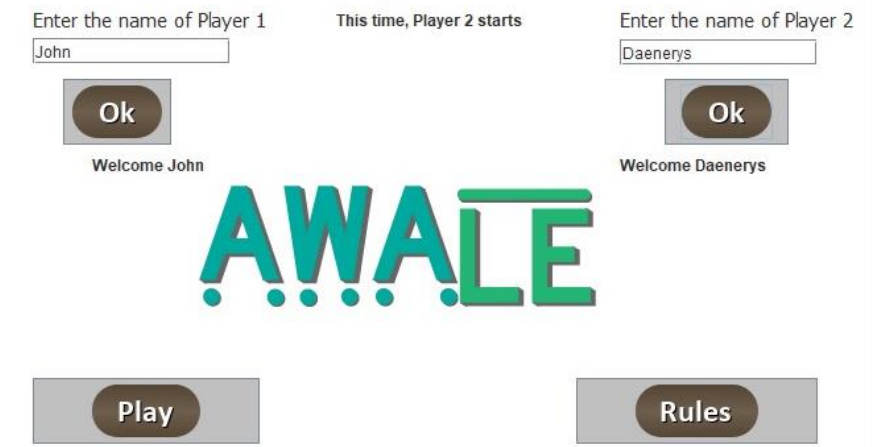 Enter the name of Player 1
This time, Player 2 starts
Enter the name of Player 2
John
Daenerys
Ok
Ok
Welcome John
Welcome Daenerys
AWALE
Play
Rules